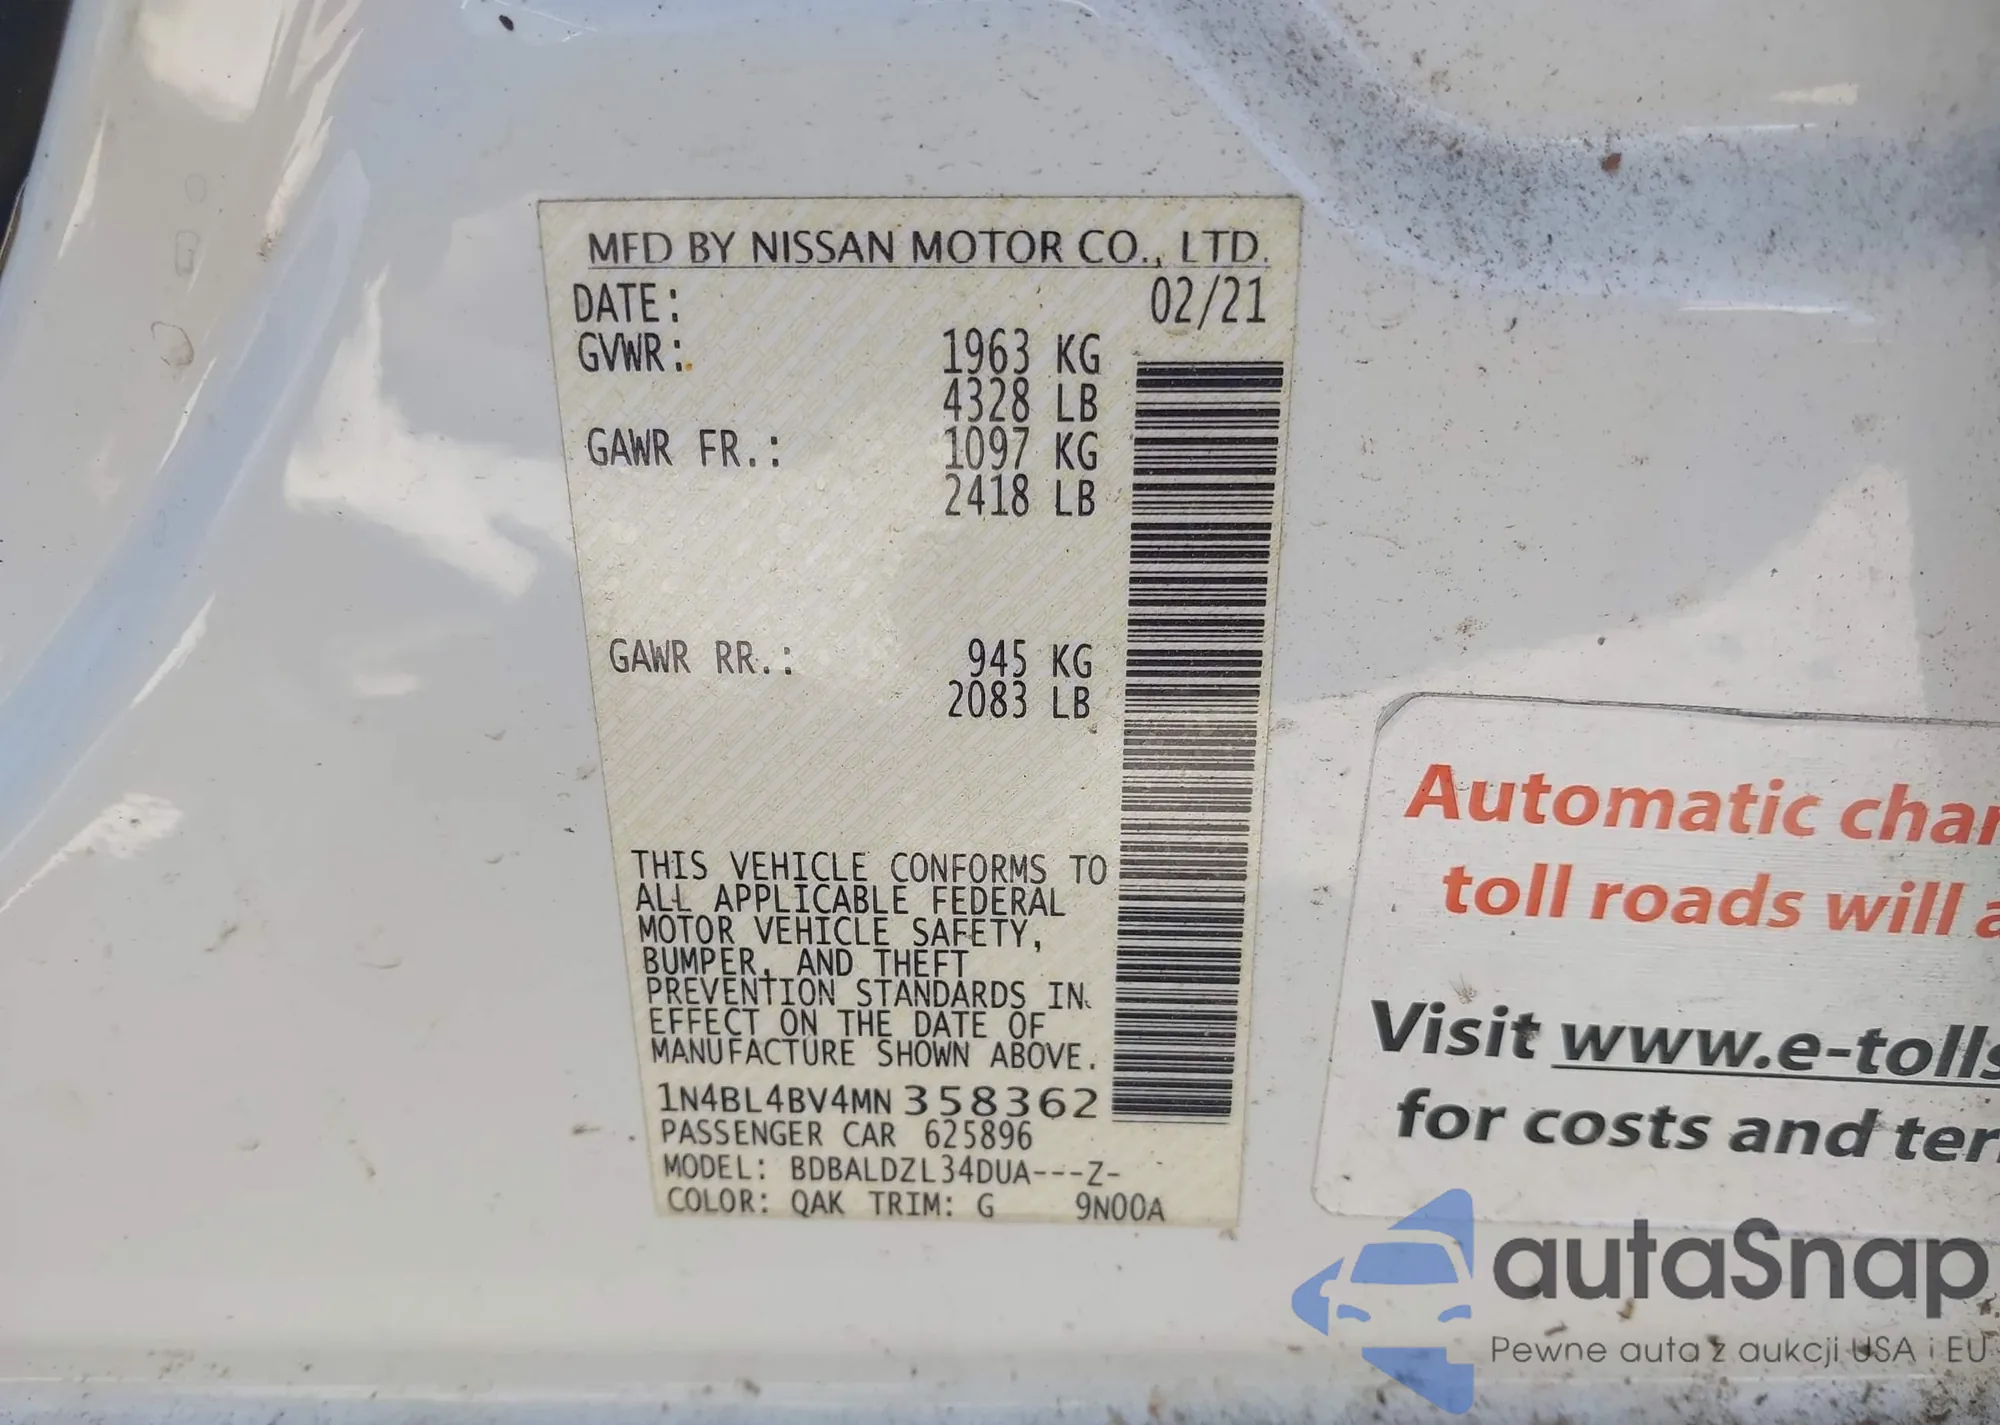 MFD BY NISSAN MOTOR CO., LTD.
DATE: 02/21
GVWR: 1963 KG
4328 LB
GAWR FR.: 1097 KG
2418 LB
GAWR RR.: 945 KG
2083 LB
THIS VEHICLE CONFORMS TO
ALL APPLICABLE FEDERAL
MOTOR VEHICLE SAFETY,
BUMPER, AND THEFT
PREVENTION STANDARDS IN
EFFECT ON THE DATE OF
MANUFACTURE SHOWN ABOVE.
1N4BL4BV4MN358362
PASSENGER CAR 625896
MODEL: BDBALDZL34DUA---Z-
COLOR: QAK TRIM: G 9N00A
Automatic
toll roads will
Visit www.e-tolls
for costs and
autaSnap
Pewne auta z aukcji USA i EU